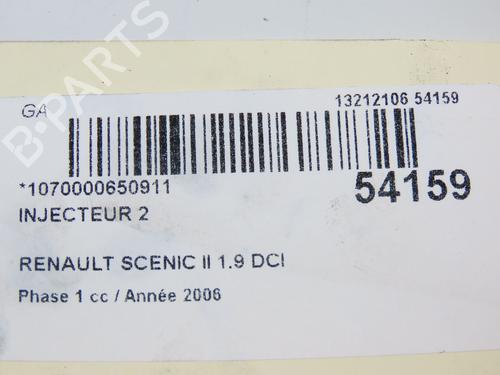 B-PARTS
GA
13212106 54159
*1070000650911
54159
INJECTEUR 2
RENAULT SCENIC II 1.9 DCI
Phase 1 cc / Année 2006